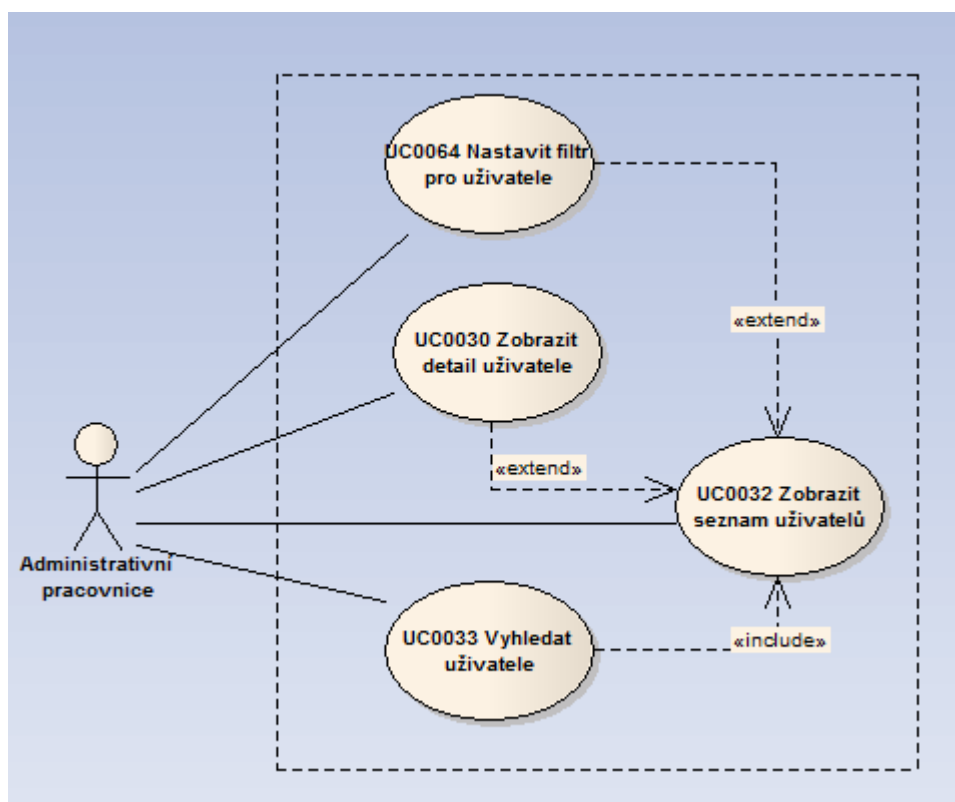 UC0064 Nastavit filtr
pro uživatele
«extend»
UC0030 Zobrazit
detail uživatele
«extend»
UC0032 Zobrazit
seznam uživatelů
Administrativní
pracovnice
UC0033 Vyhledat
uživatele
«include»